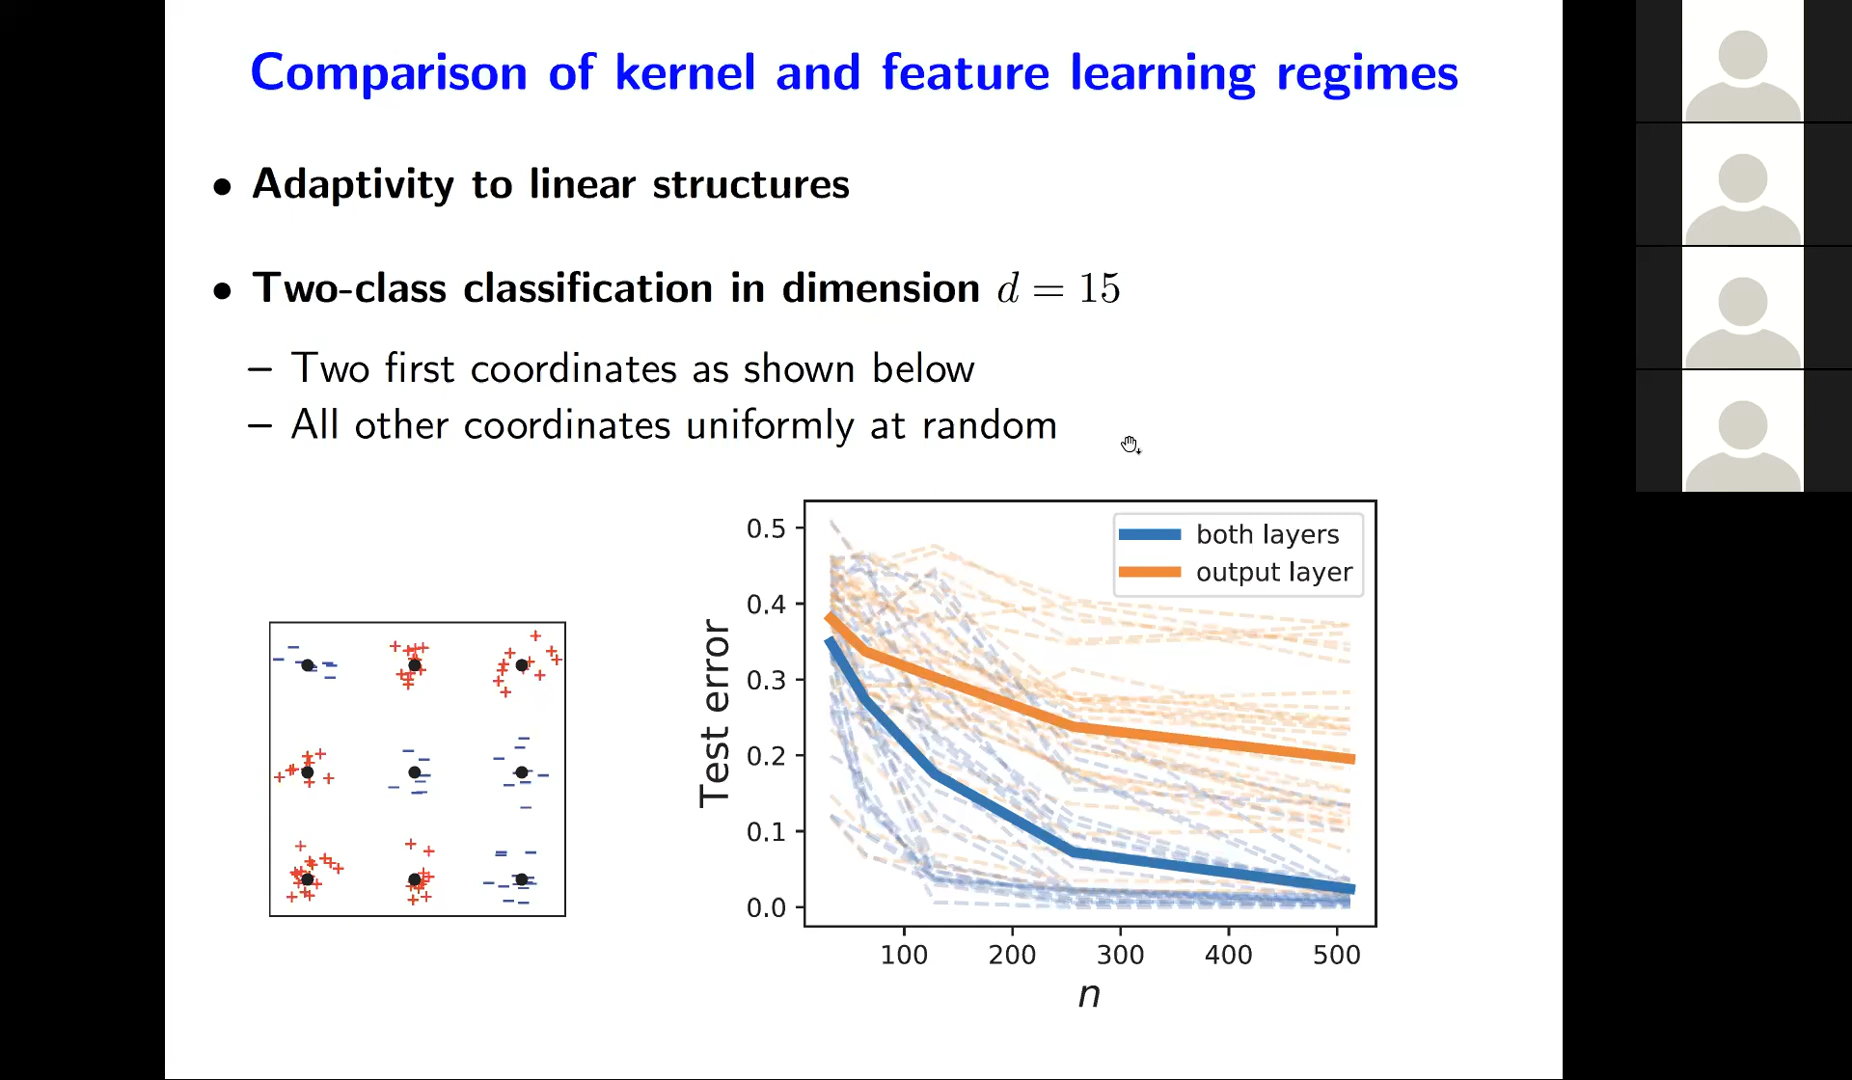 Comparison of kernel and feature learning regimes
• Adaptivity to linear structures
• Two-class classification in dimension d = 15
– Two first coordinates as shown below
– All other coordinates uniformly at random
both layers
output layer
Test error
0.5
0.4
0.3
0.2
0.1
0.0
100 200 300 400 500
n